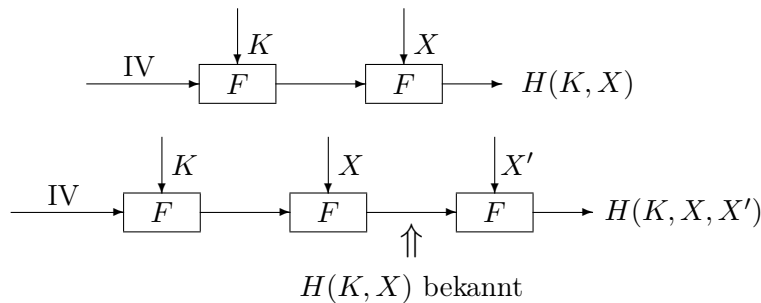 K X
IV F F H(K, X)
K X X′
IV F F F H(K, X, X′)
⇑
H(K, X) bekannt